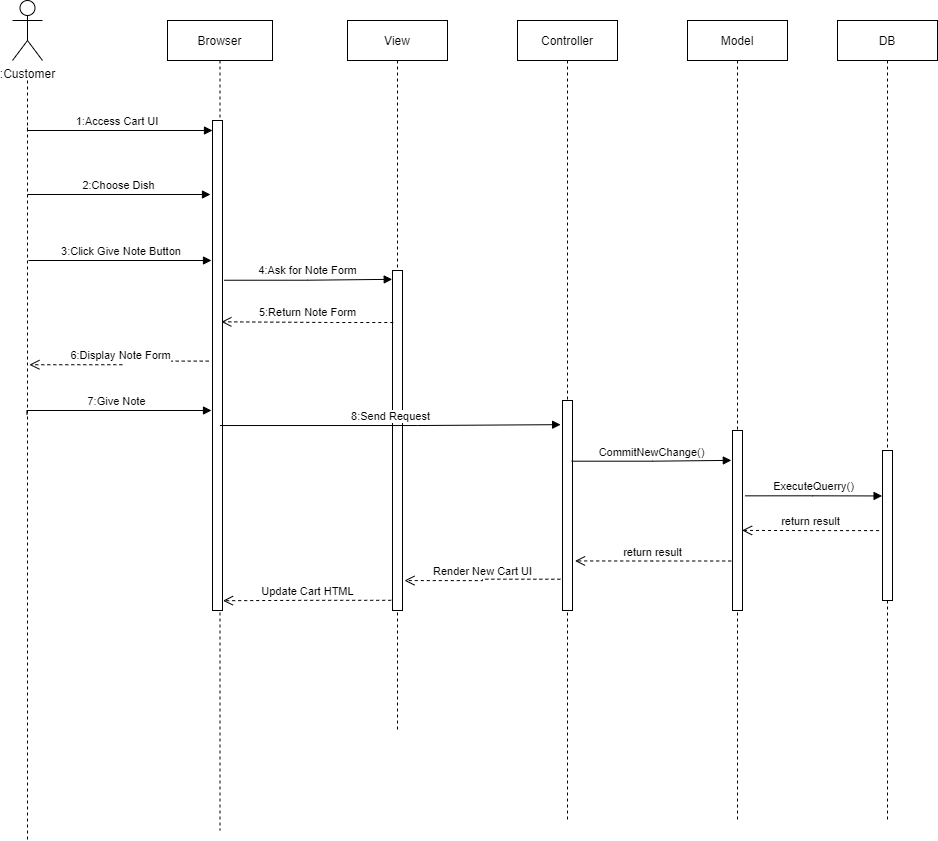 Browser
View
Controller
Model
DB
:Customer
1:Access Cart UI
2:Choose Dish
3:Click Give Note Button
4:Ask for Note Form
5:Return Note Form
6:Display Note Form
7:Give Note
8:Send Request
CommitNewChange()
ExecuteQuerry()
return result
return result
Render New Cart UI
Update Cart HTML